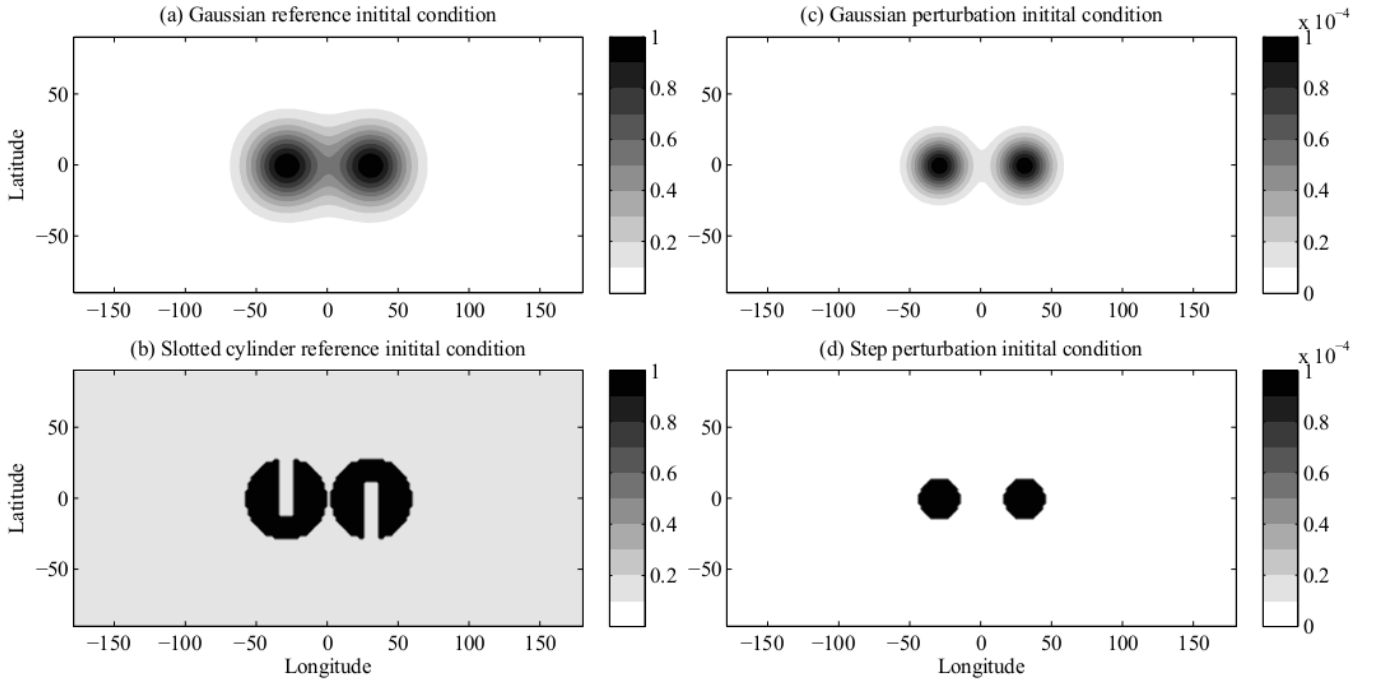 (a) Gaussian reference initital condition
Latitude
50
0
−50
−150 −100 −50 0 50 100 150
1
0.8
0.6
0.4
0.2
(c) Gaussian perturbation initital condition
50
0
−50
−150 −100 −50 0 50 100 150
x 10⁻⁴
1
0.8
0.6
0.4
0.2
0
(b) Slotted cylinder reference initital condition
Latitude
50
0
−50
−150 −100 −50 0 50 100 150
Longitude
1
0.8
0.6
0.4
0.2
(d) Step perturbation initital condition
50
0
−50
−150 −100 −50 0 50 100 150
Longitude
x 10⁻⁴
1
0.8
0.6
0.4
0.2
0